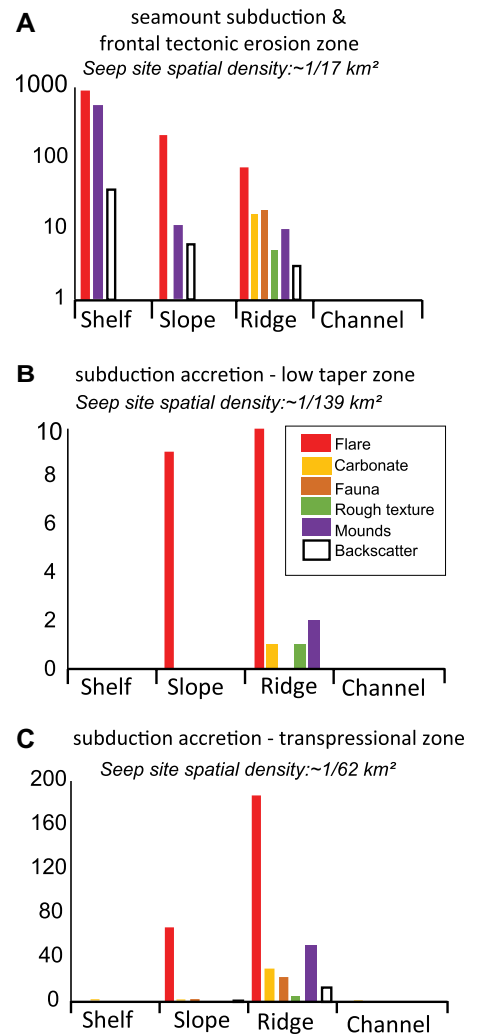 A
seamount subduction &
frontal tectonic erosion zone
Seep site spatial density:~1/17 km²
1000
100
10
1
Shelf Slope Ridge Channel
B
subduction accretion - low taper zone
Seep site spatial density:~1/139 km²
10
8
6
4
2
0
Flare
Carbonate
Fauna
Rough texture
Mounds
Backscatter
Shelf Slope Ridge Channel
C
subduction accretion - transpressional zone
Seep site spatial density:~1/62 km²
200
160
120
80
40
0
Shelf Slope Ridge Channel